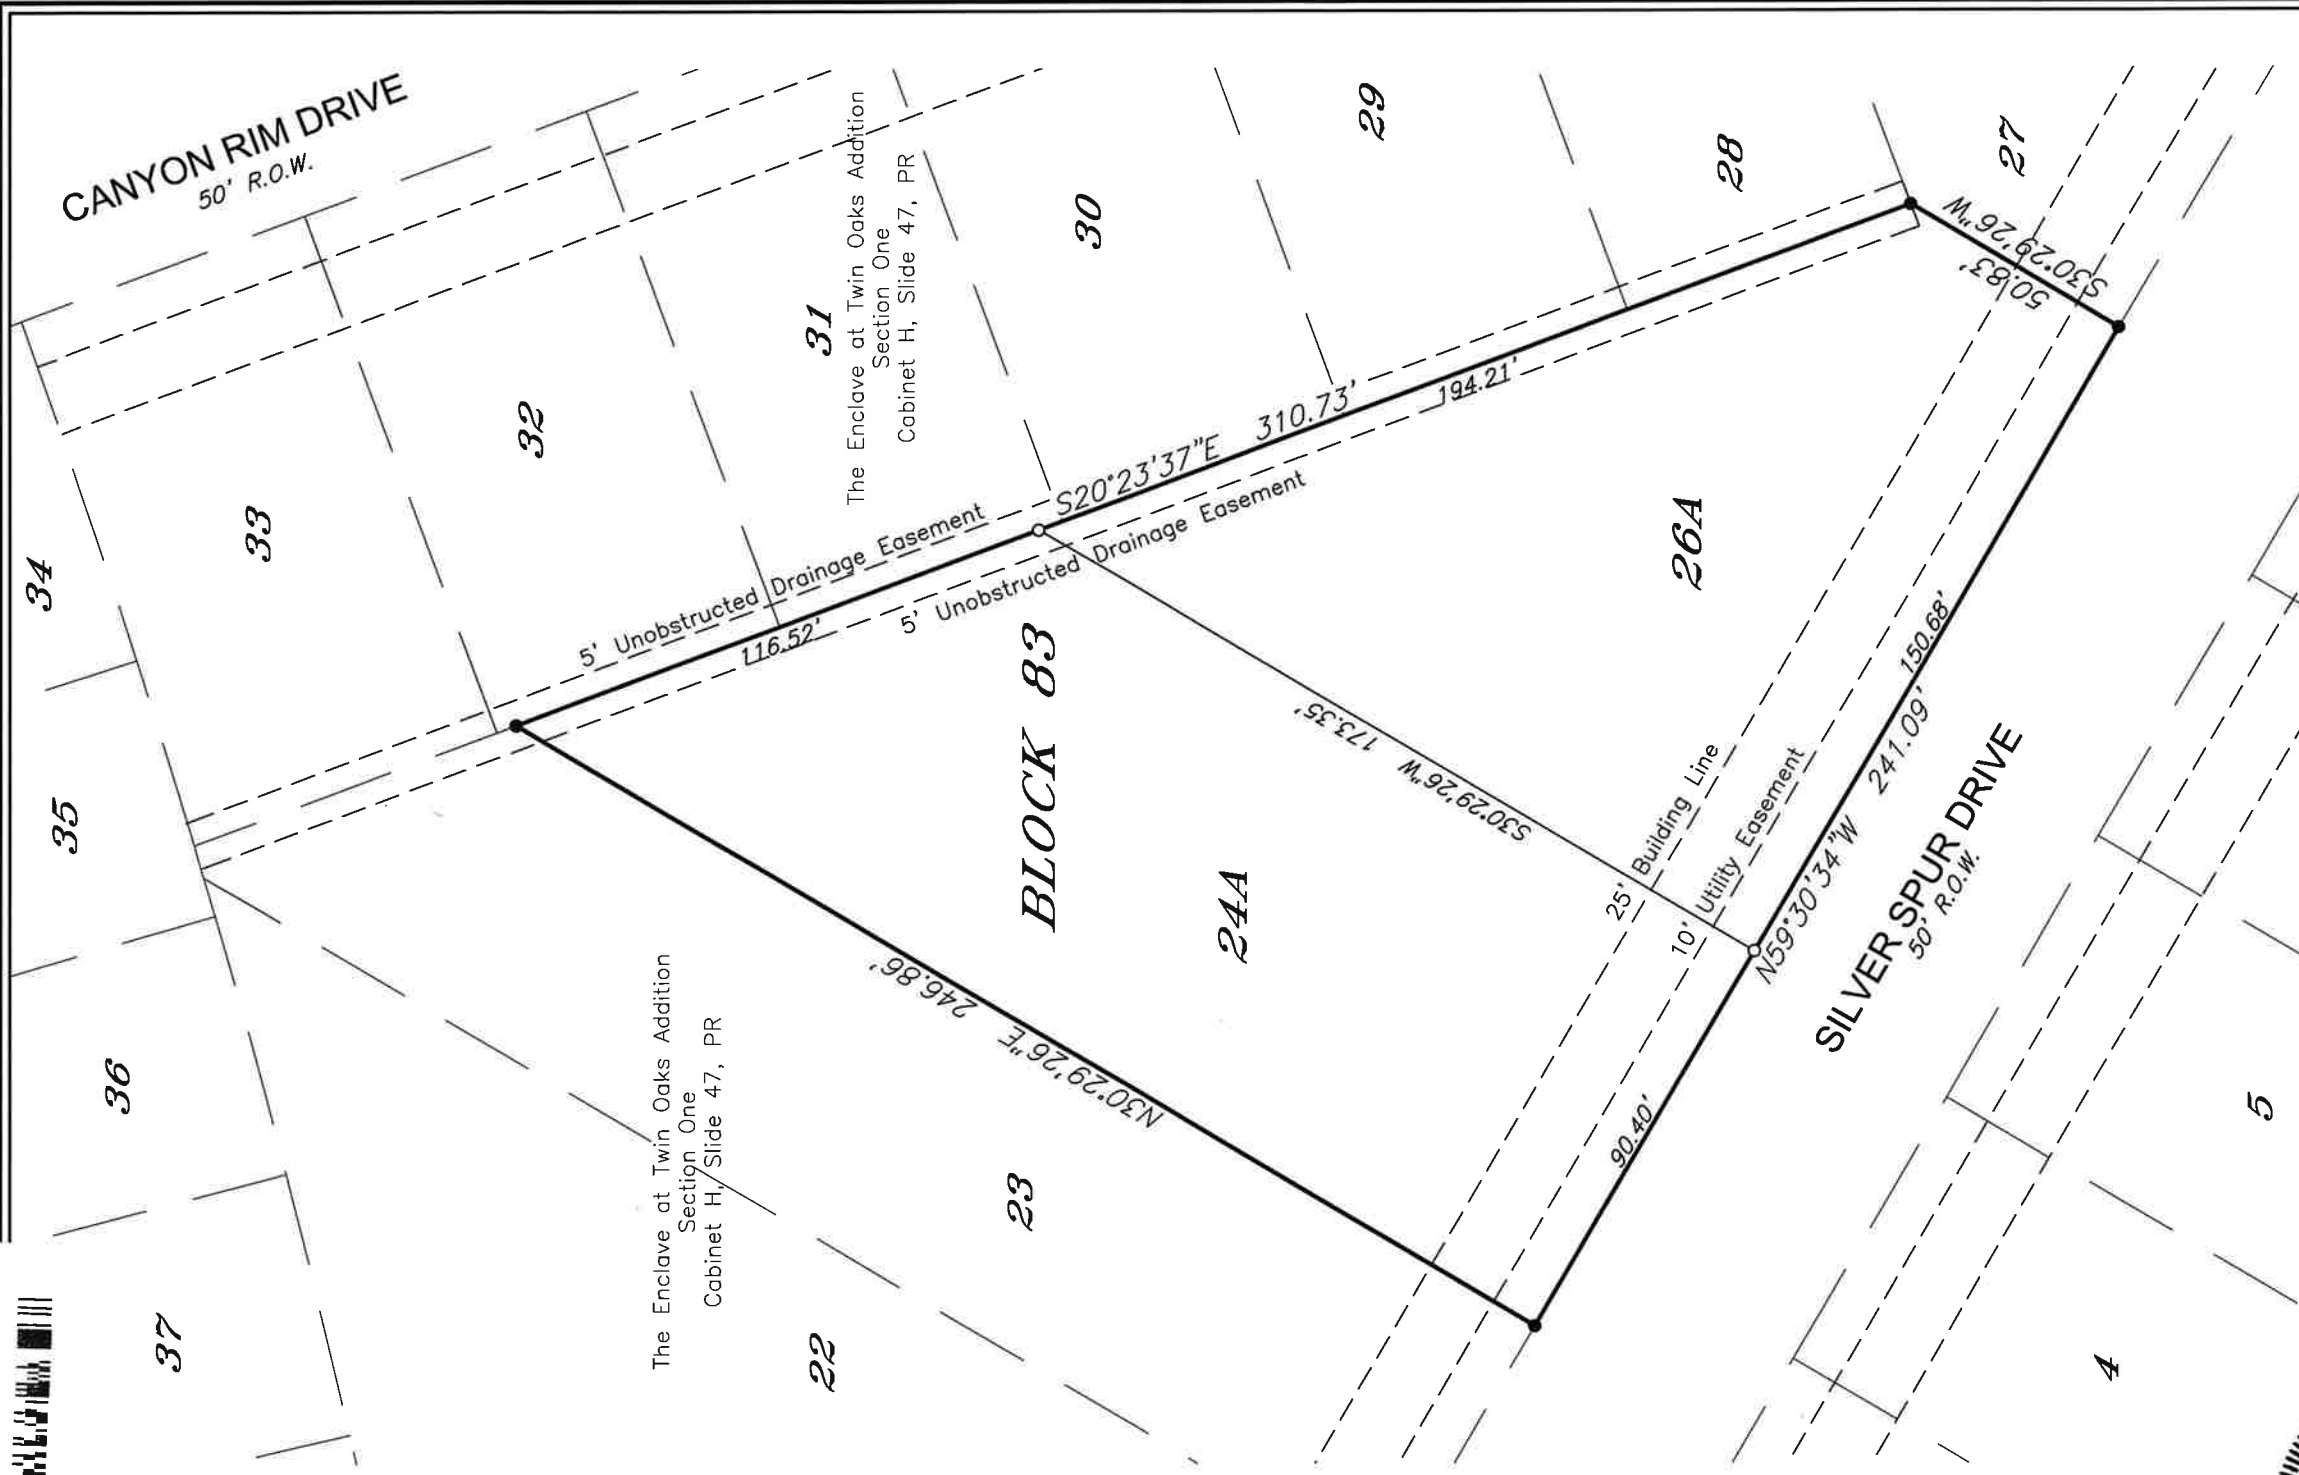 CANYON RIM DRIVE
50' R.O.W.
The Enclave at Twin Oaks Addition
Section One
Cabinet H, Slide 47, PR
29
28
27
30
31
32
33
34
35
36
37
S30°29'26"W
50.83'
S20°23'37"E 310.73'
194.21'
5' Unobstructed Drainage Easement
116.52'
5' Unobstructed Drainage Easement
26A
BLOCK 83
24A
173.35'
S30°29'26"W
25' Building Line
10' Utility Easement
150.68'
N59°30'34"W 241.09'
SILVER SPUR DRIVE
50' R.O.W.
90.40'
246.86'
N30°29'26"E
The Enclave at Twin Oaks Addition
Section One
Cabinet H, Slide 47, PR
23
22
5
4